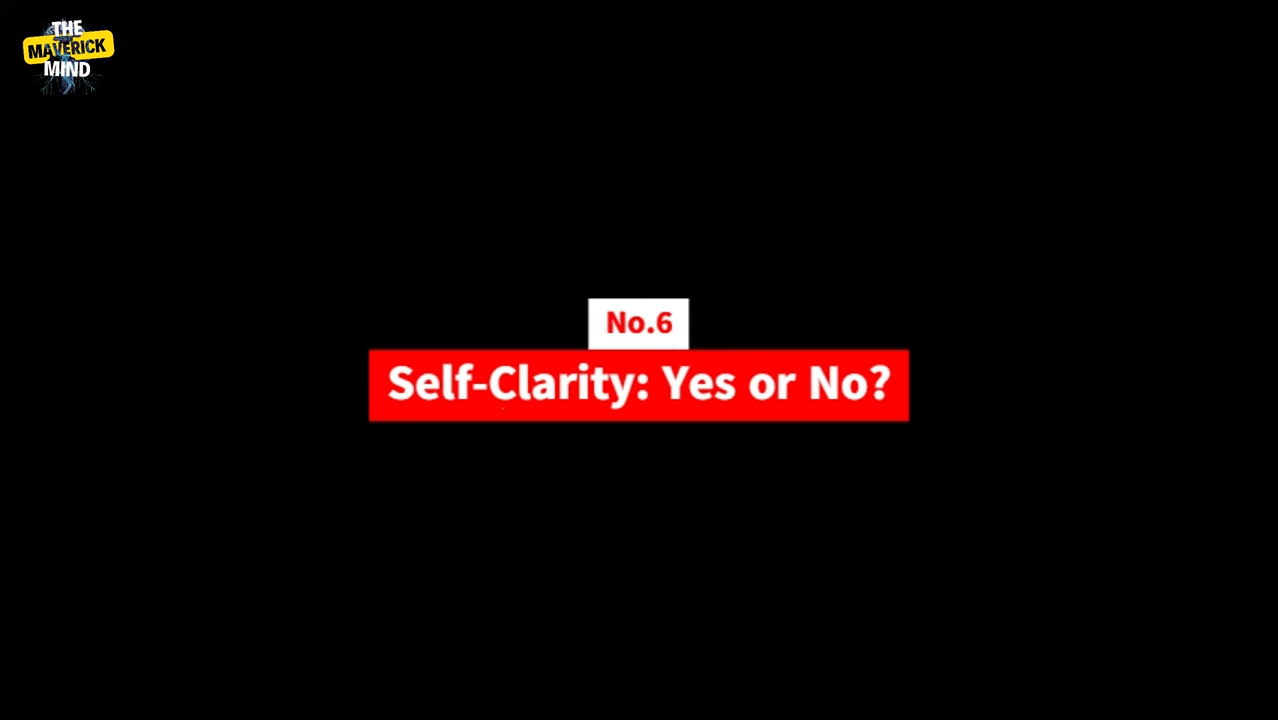 THE
MAVERICK
MIND
No.6
Self-Clarity: Yes or No?